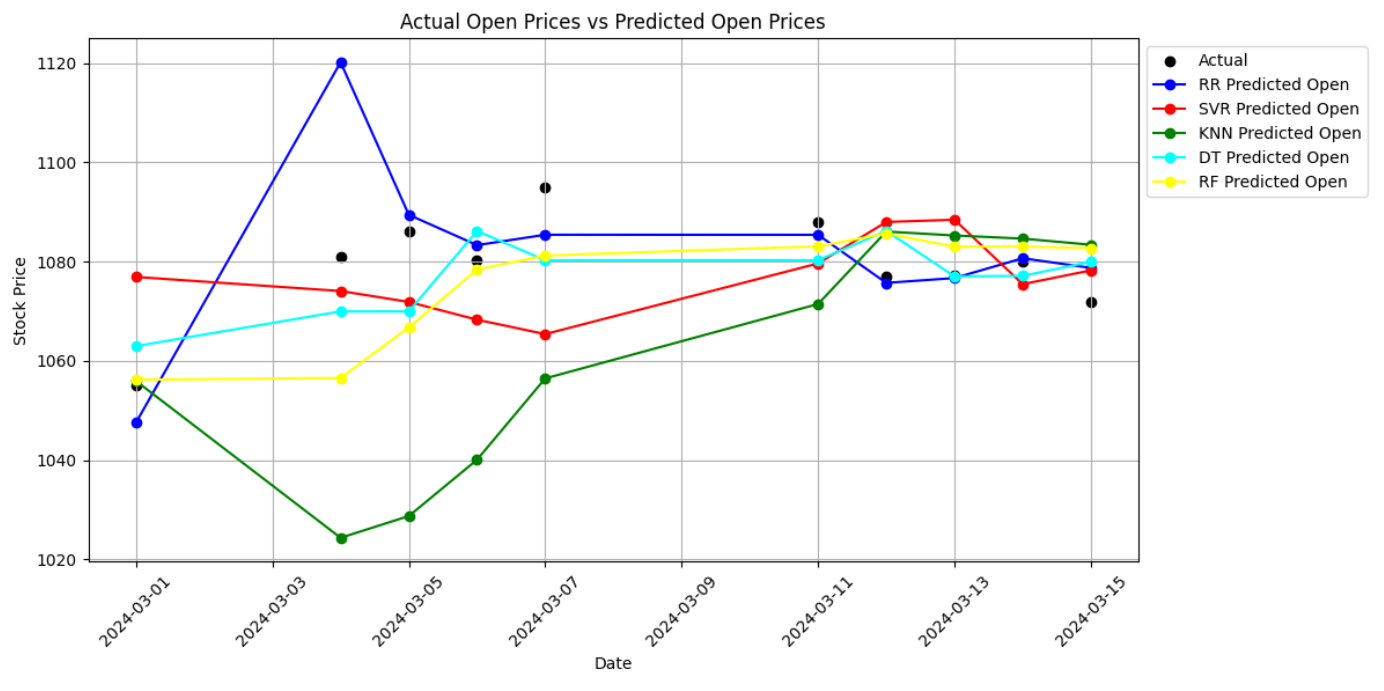 Actual Open Prices vs Predicted Open Prices
Actual
RR Predicted Open
SVR Predicted Open
KNN Predicted Open
DT Predicted Open
RF Predicted Open
Stock Price
1120
1100
1080
1060
1040
1020
2024-03-01
2024-03-03
2024-03-05
2024-03-07
2024-03-09
2024-03-11
2024-03-13
2024-03-15
Date